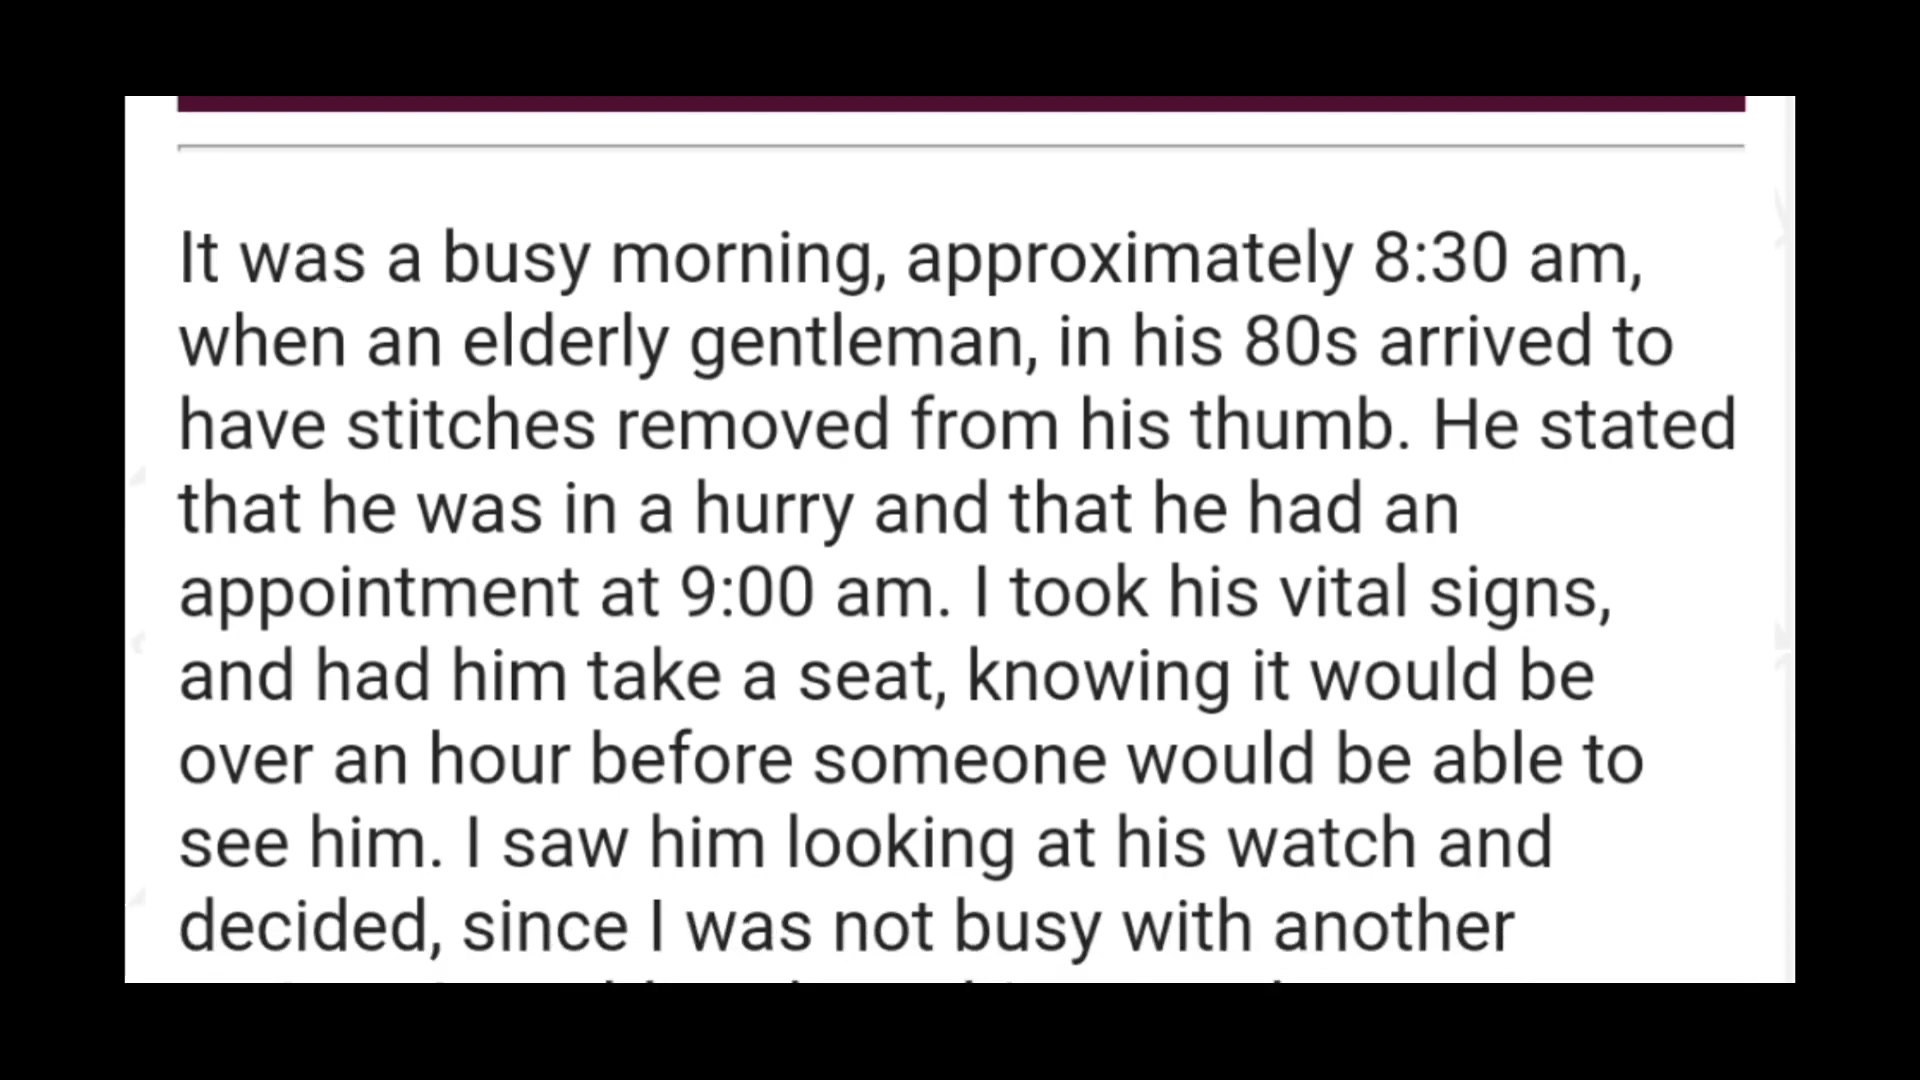 It was a busy morning, approximately 8:30 am,
when an elderly gentleman, in his 80s arrived to
have stitches removed from his thumb. He stated
that he was in a hurry and that he had an
appointment at 9:00 am. I took his vital signs,
and had him take a seat, knowing it would be
over an hour before someone would be able to
see him. I saw him looking at his watch and
decided, since I was not busy with another